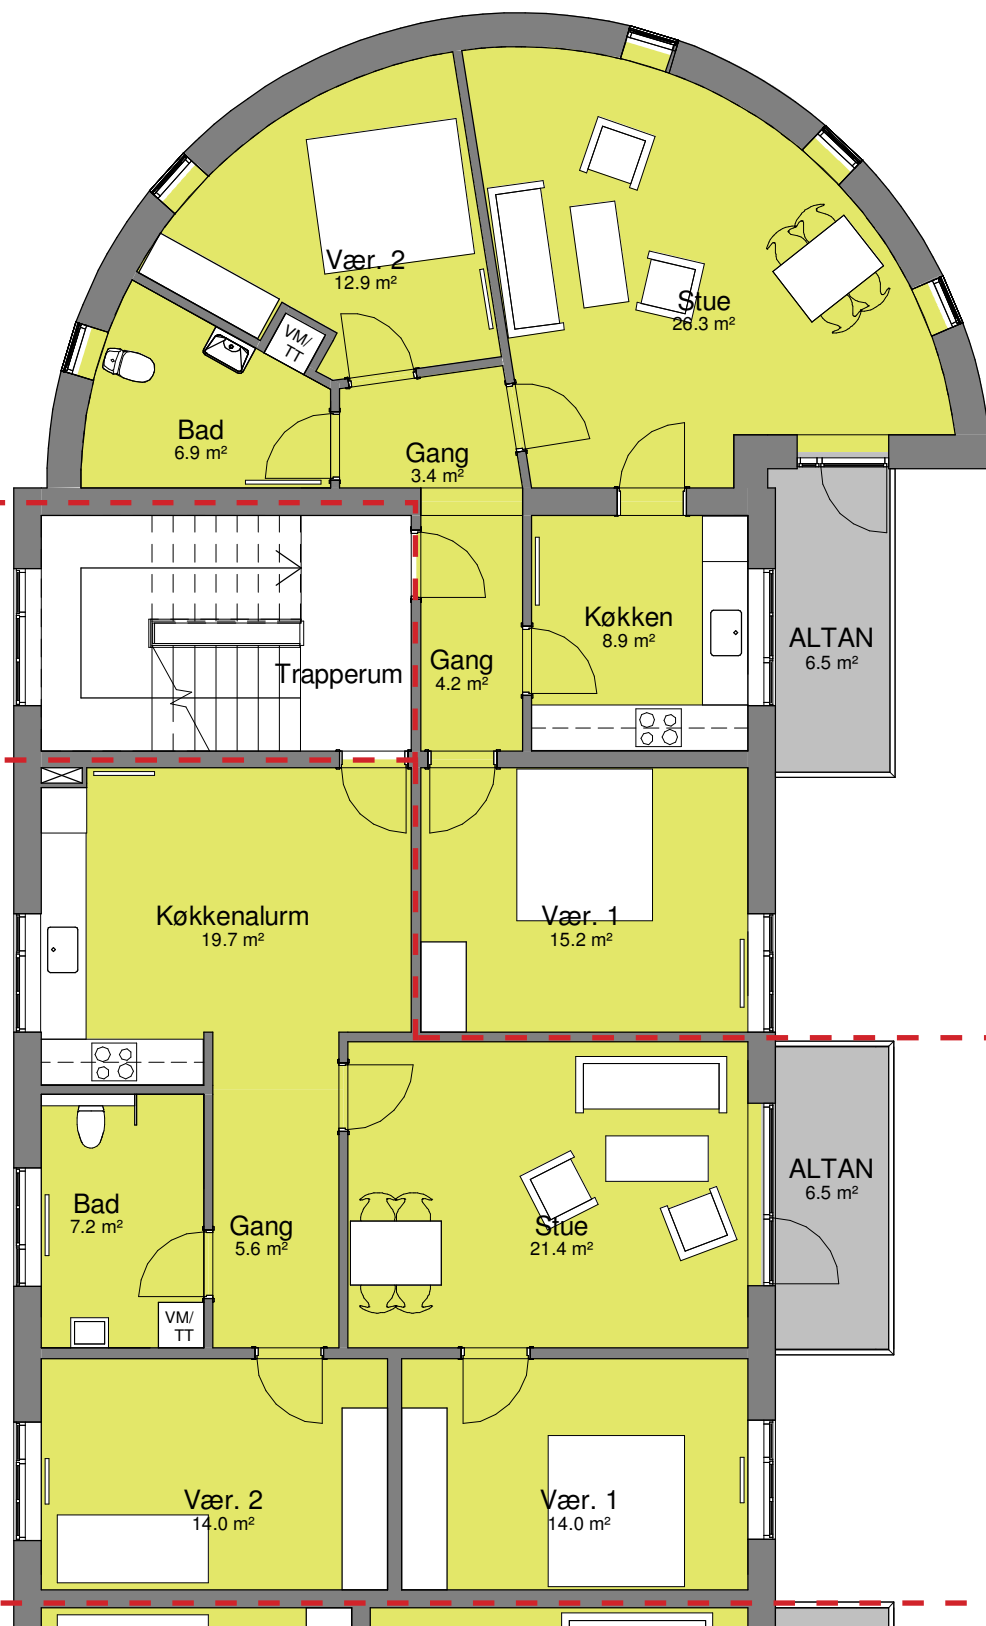 Vær. 2
12.9 m²
Stue
26.3 m²
VM/
TT
Bad
6.9 m²
Gang
3.4 m²
Køkken
8.9 m²
ALTAN
6.5 m²
Trapperum
Gang
4.2 m²
Køkkenalurm
19.7 m²
Vær. 1
15.2 m²
ALTAN
6.5 m²
Bad
7.2 m²
Gang
5.6 m²
Stue
21.4 m²
VM/
TT
Vær. 2
14.0 m²
Vær. 1
14.0 m²